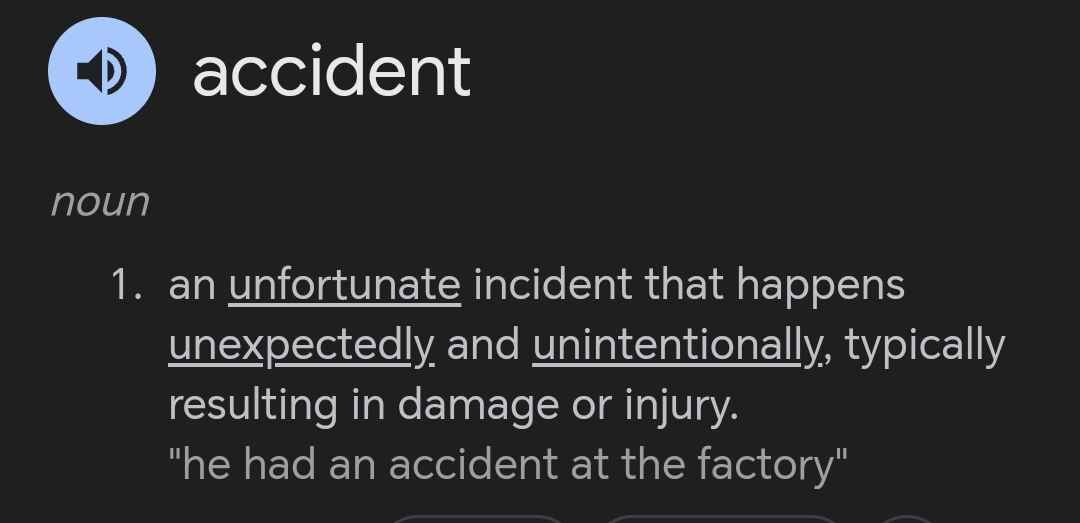 accident
noun
1. an unfortunate incident that happens
unexpectedly and unintentionally, typically
resulting in damage or injury.
"he had an accident at the factory"